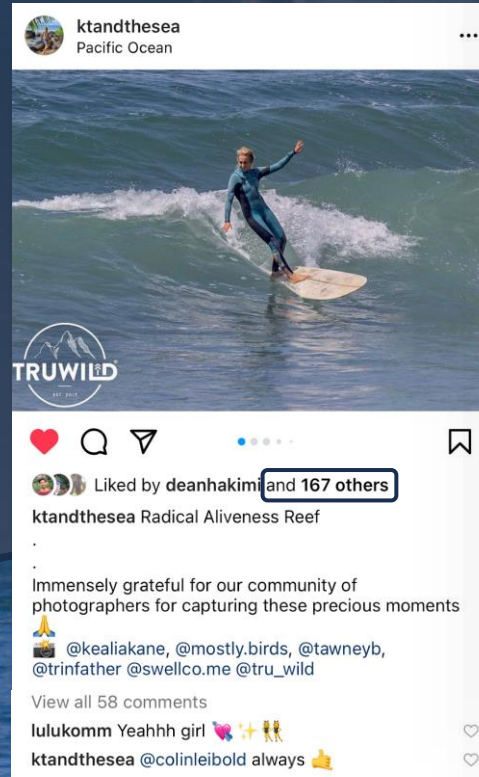 ktandthesea
Pacific Ocean
TRUWILD
Liked by deanhakimi and 167 others
ktandthesea Radical Aliveness Reef
.
.
Immensely grateful for our community of
photographers for capturing these precious moments
🙏
📸 @kealiakane, @mostly.birds, @tawneyb,
@trinfather @swellco.me @tru_wild
View all 58 comments
lulukomm Yeahhh girl 💘✨👯
ktandthesea @colinleibold always 🤙